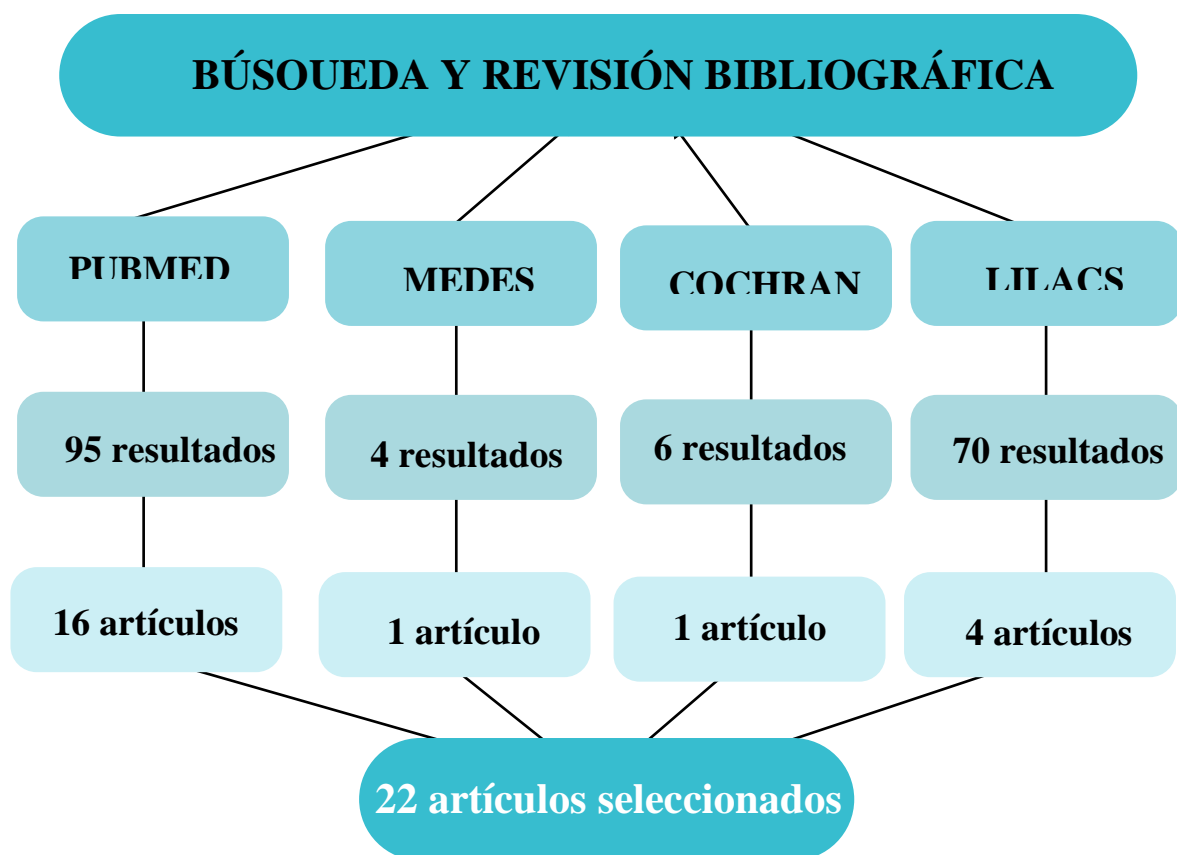 BÚSQUEDA Y REVISIÓN BIBLIOGRÁFICA
PUBMED
MEDES
COCHRAN
LILACS
95 resultados
4 resultados
6 resultados
70 resultados
16 artículos
1 artículo
1 artículo
4 artículos
22 artículos seleccionados